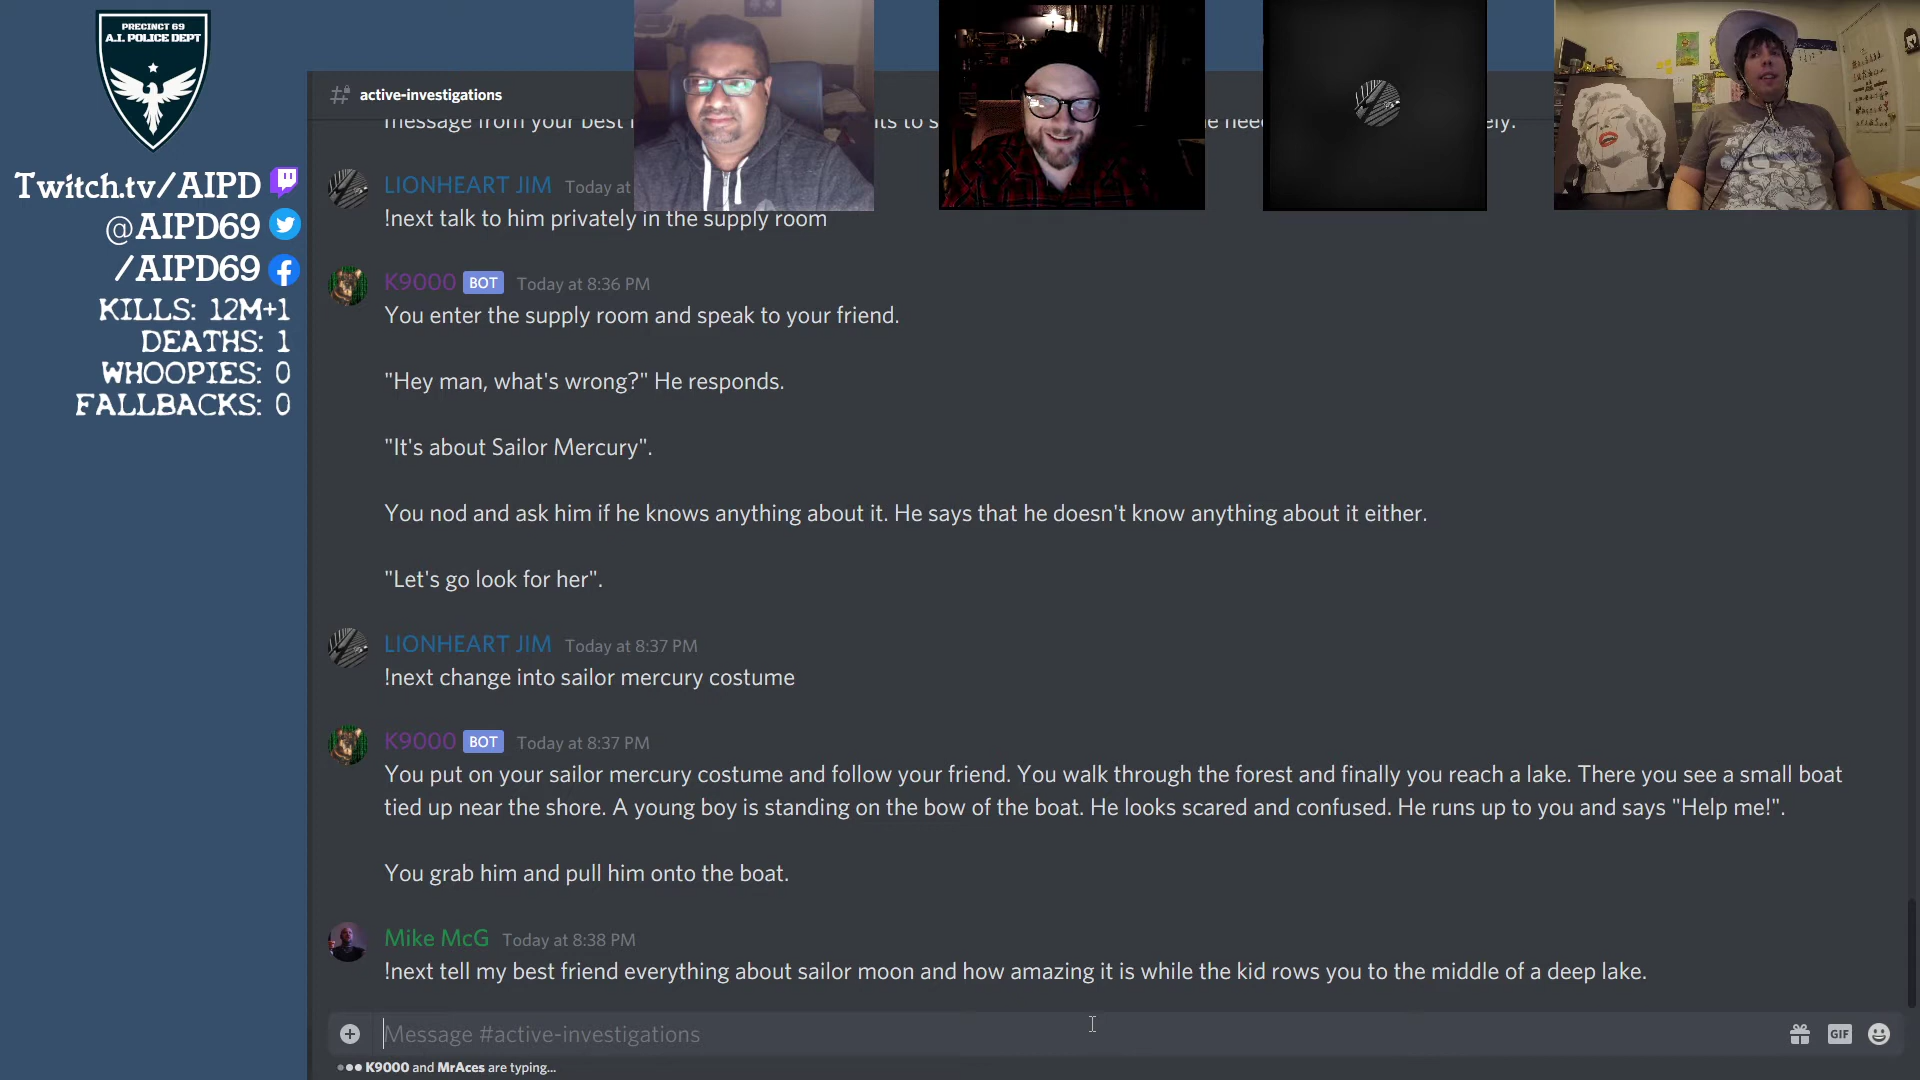 PRECINCT 69
A.I. POLICE DEPT
Twitch.tv/AIPD
@AIPD69
/AIPD69
KILLS: 12M+1
DEATHS: 1
WHOOPIES: 0
FALLBACKS: 0
active-investigations
message from your best
LIONHEART JIM Today at
!next talk to him privately in the supply room
K9000 BOT Today at 8:36 PM
You enter the supply room and speak to your friend.
"Hey man, what's wrong?" He responds.
"It's about Sailor Mercury".
You nod and ask him if he knows anything about it. He says that he doesn't know anything about it either.
"Let's go look for her".
LIONHEART JIM Today at 8:37 PM
!next change into sailor mercury costume
K9000 BOT Today at 8:37 PM
You put on your sailor mercury costume and follow your friend. You walk through the forest and finally you reach a lake. There you see a small boat
tied up near the shore. A young boy is standing on the bow of the boat. He looks scared and confused. He runs up to you and says "Help me!".
You grab him and pull him onto the boat.
Mike McG Today at 8:38 PM
!next tell my best friend everything about sailor moon and how amazing it is while the kid rows you to the middle of a deep lake.
Message #active-investigations
GIF
K9000 and MrAces are typing...